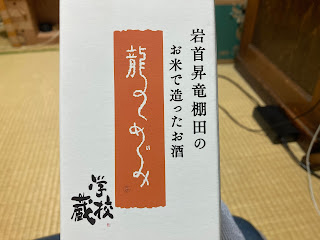 岩首昇竜棚田の
お米で造ったお酒
龍のめぐみ
学校蔵